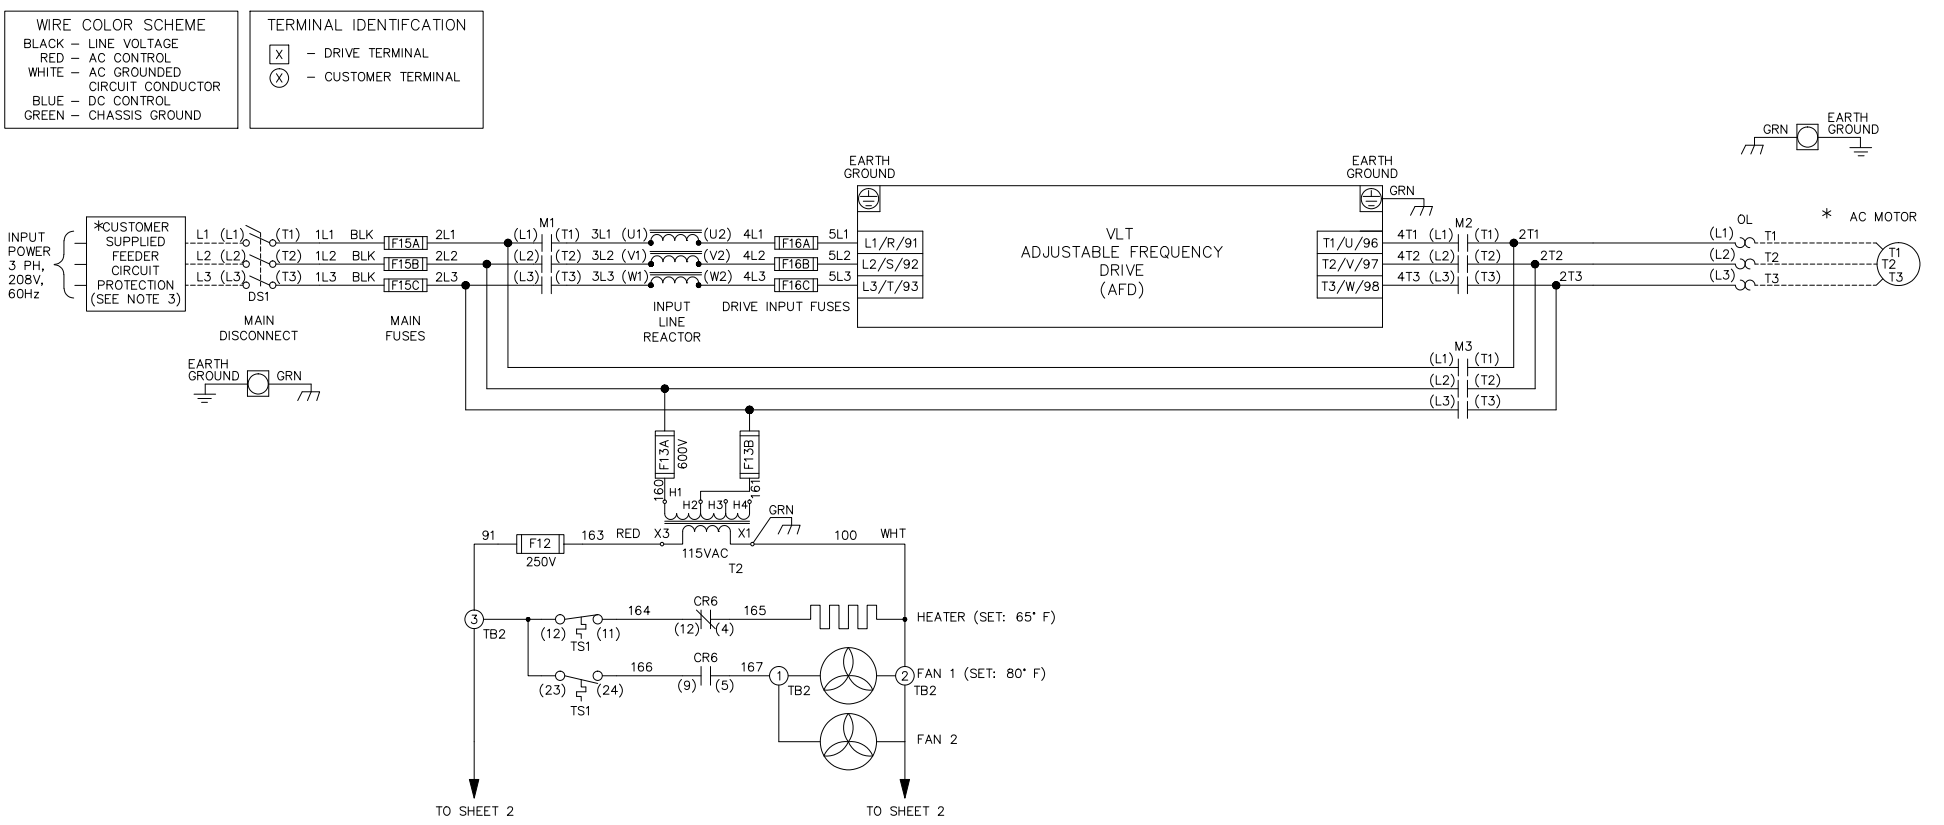 WIRE COLOR SCHEME
BLACK – LINE VOLTAGE
RED – AC CONTROL
WHITE – AC GROUNDED
CIRCUIT CONDUCTOR
BLUE – DC CONTROL
GREEN – CHASSIS GROUND
TERMINAL IDENTIFCATION
X – DRIVE TERMINAL
X – CUSTOMER TERMINAL
GRN
EARTH
GROUND
EARTH
GROUND
EARTH
GROUND
GRN
INPUT
POWER
3 PH,
208V,
60Hz
*CUSTOMER
SUPPLIED
FEEDER
CIRCUIT
PROTECTION
(SEE NOTE 3)
L1 (L1) (T1) 1L1 BLK F15A 2L1 (L1) M1 (T1) 3L1 (U1) (U2) 4L1 F16A 5L1 L1/R/91
L2 (L2) (T2) 1L2 BLK F15B 2L2 (L2) (T2) 3L2 (V1) (V2) 4L2 F16B 5L2 L2/S/92
L3 (L3) (T3) 1L3 BLK F15C 2L3 (L3) (T3) 3L3 (W1) (W2) 4L3 F16C 5L3 L3/T/93
DS1
MAIN
DISCONNECT
MAIN
FUSES
INPUT
LINE
REACTOR
DRIVE INPUT FUSES
VLT
ADJUSTABLE FREQUENCY
DRIVE
(AFD)
T1/U/96 4T1 (L1) M2 (T1) 2T1 (L1) OL T1
T2/V/97 4T2 (L2) (T2) 2T2 (L2) T2
T3/W/98 4T3 (L3) (T3) 2T3 (L3) T3
* AC MOTOR
T1
T2
T3
M3
(L1) (T1)
(L2) (T2)
(L3) (T3)
EARTH
GROUND
GRN
F13A
600V
F13B
160
161
H1
H2 H3 H4
GRN
91 F12 163 RED X3 X1 100 WHT
250V
115VAC
T2
3
TB2
(12) (11)
TS1
164
CR6
(12) (4)
165
HEATER (SET: 65° F)
(23) (24)
TS1
166
CR6
(9) (5)
167
1
TB2
2
TB2
FAN 1 (SET: 80° F)
FAN 2
TO SHEET 2
TO SHEET 2